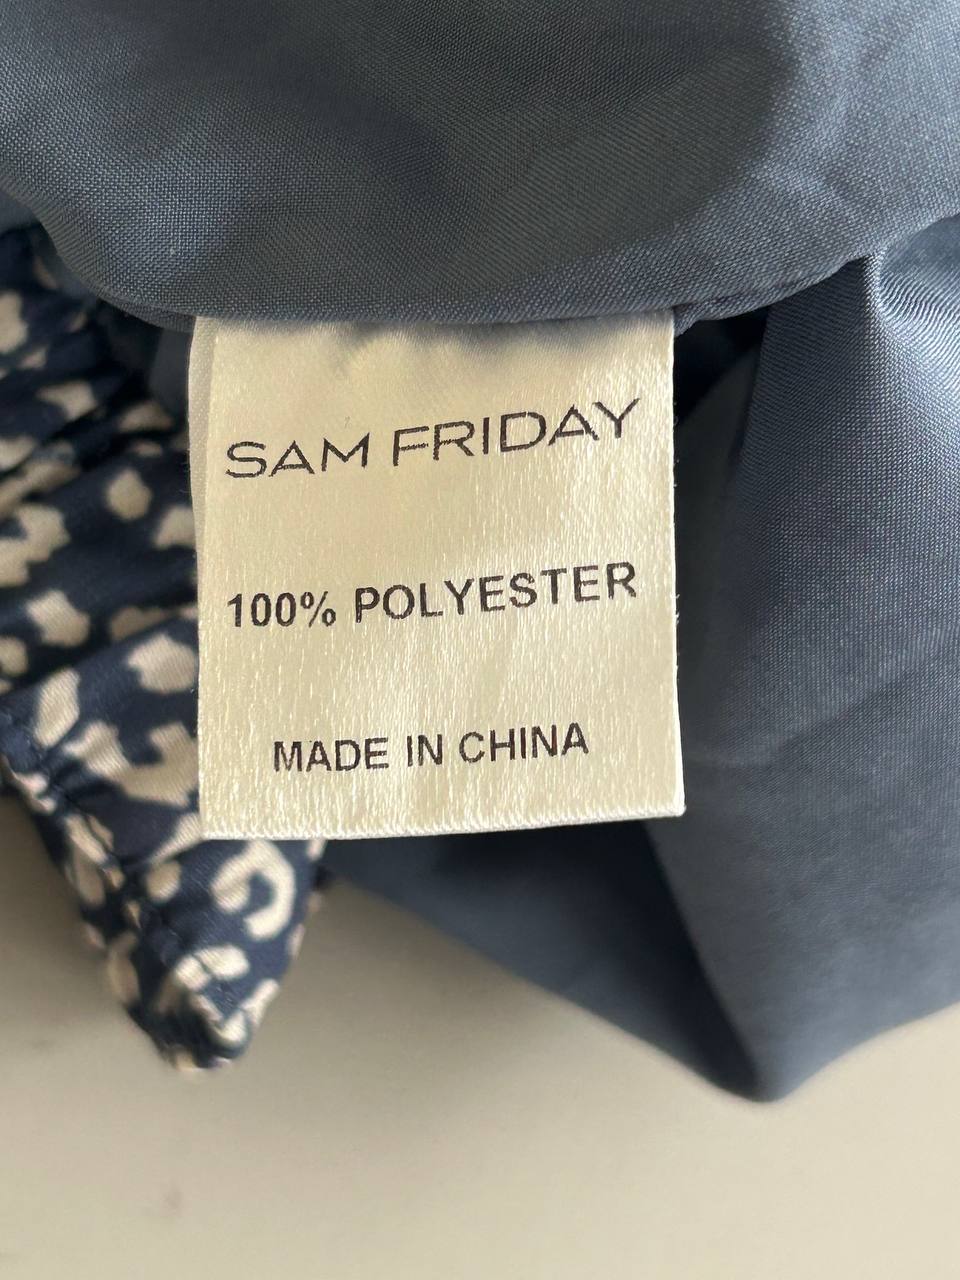 SAM FRIDAY
100% POLYESTER
MADE IN CHINA